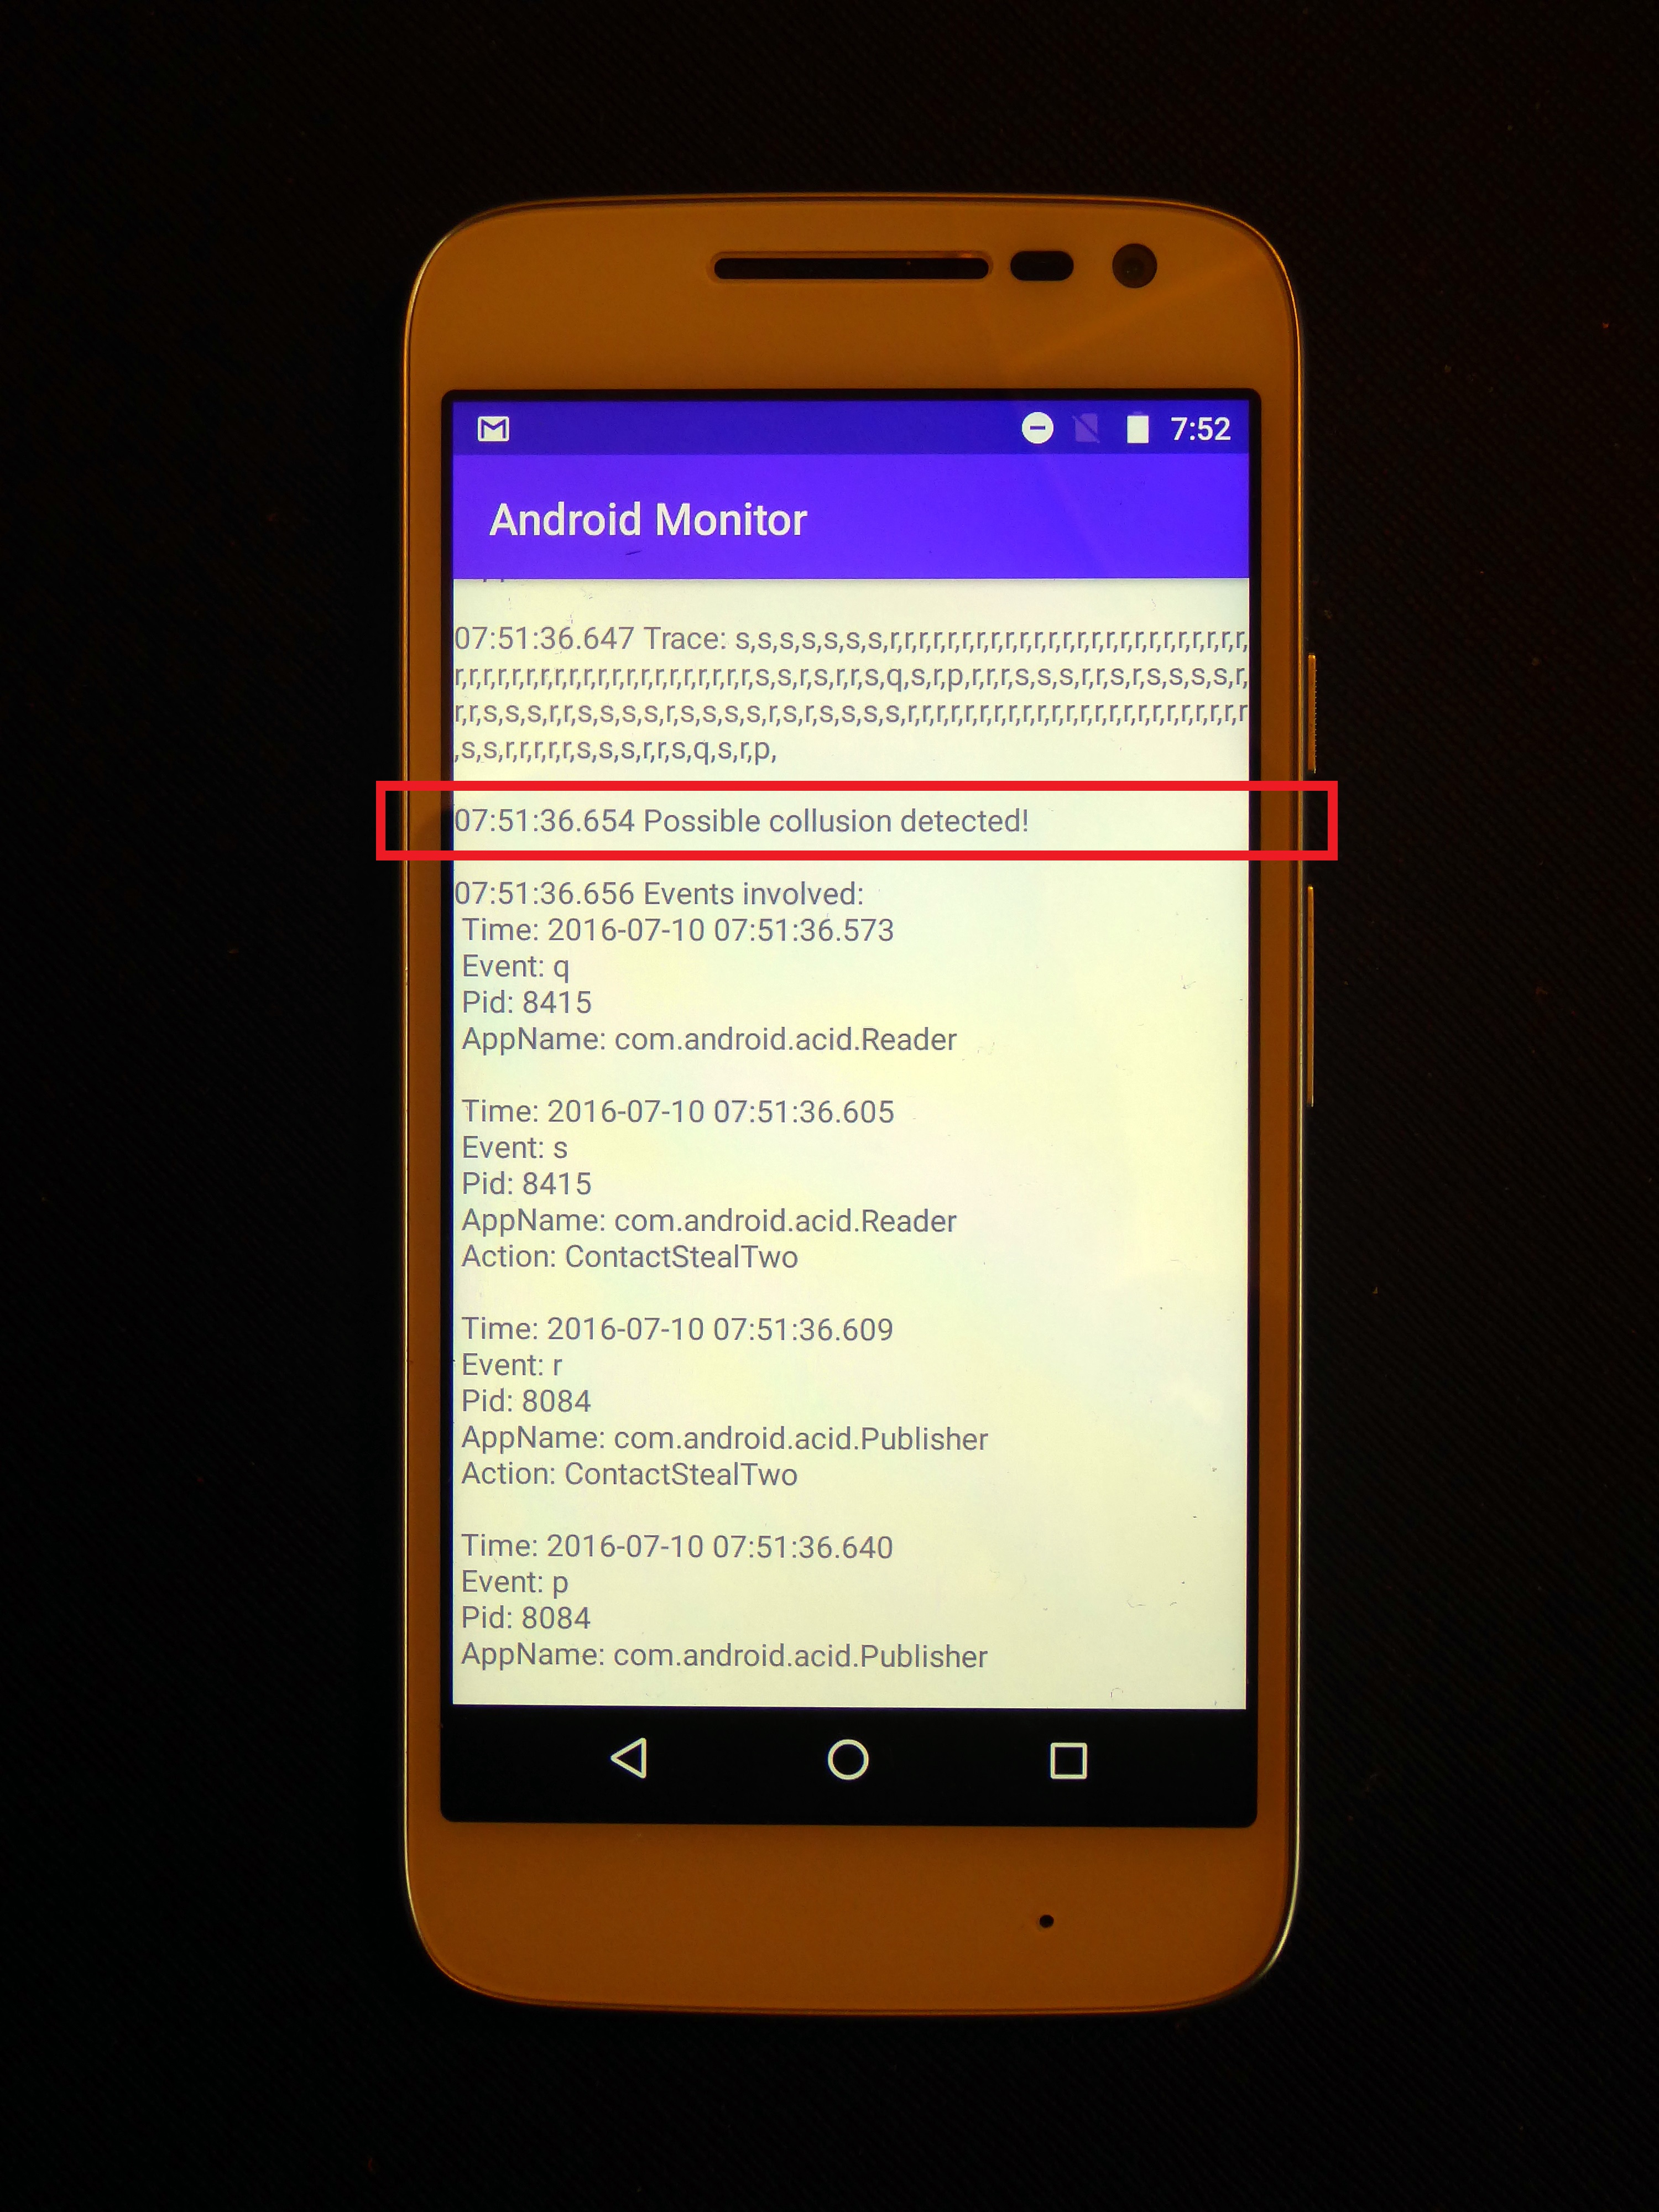 7:52
Android Monitor
07:51:36.647 Trace: s,s,s,s,s,s,s,r,r,r,r,r,r,r,r,r,r,r,r,r,r,r,r,r,r,r,r,r,r,r,r,r,
r,r,r,r,r,r,r,r,r,r,r,r,r,r,r,r,r,r,r,r,r,s,s,r,s,r,r,s,q,s,r,p,r,r,r,s,s,s,r,r,s,r,s,s,s,s,s,r,
r,r,s,s,s,r,r,s,s,s,s,r,s,s,s,s,r,s,r,s,s,s,s,r,r,r,r,r,r,r,r,r,r,r,r,r,r,r,r,r,r,r,r,r,r,r,r
,s,s,r,r,r,r,r,s,s,s,r,r,s,q,s,r,p,
07:51:36.654 Possible collusion detected!
07:51:36.656 Events involved:
Time: 2016-07-10 07:51:36.573
Event: q
Pid: 8415
AppName: com.android.acid.Reader
Time: 2016-07-10 07:51:36.605
Event: s
Pid: 8415
AppName: com.android.acid.Reader
Action: ContactStealTwo
Time: 2016-07-10 07:51:36.609
Event: r
Pid: 8084
AppName: com.android.acid.Publisher
Action: ContactStealTwo
Time: 2016-07-10 07:51:36.640
Event: p
Pid: 8084
AppName: com.android.acid.Publisher